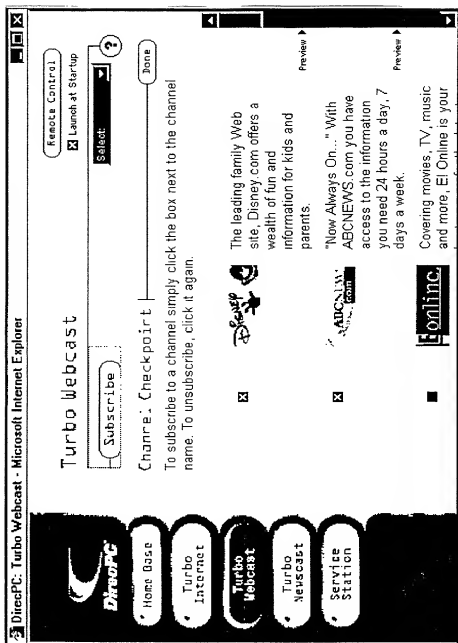 DirecPC: Turbo Webcast - Microsoft Internet Explorer
DirecPC
Home Base
Turbo
Internet
Turbo
Webcast
Turbo
Newscast
Service
Station
Turbo Webcast
Remote Control
Launch at Startup
Subscribe
Select:
?
Channel Checkpoint
Done
To subscribe to a channel simply click the box next to the channel
name. To unsubscribe, click it again.
DISNEY
The leading family Web
site, Disney.com offers a
wealth of fun and
information for kids and
parents.
Preview
ABCNEWS
.com
"Now Always On..." With
ABCNEWS.com you have
access to the information
you need 24 hours a day, 7
days a week.
Preview
E! online
Covering movies, TV, music
and more, E! Online is your